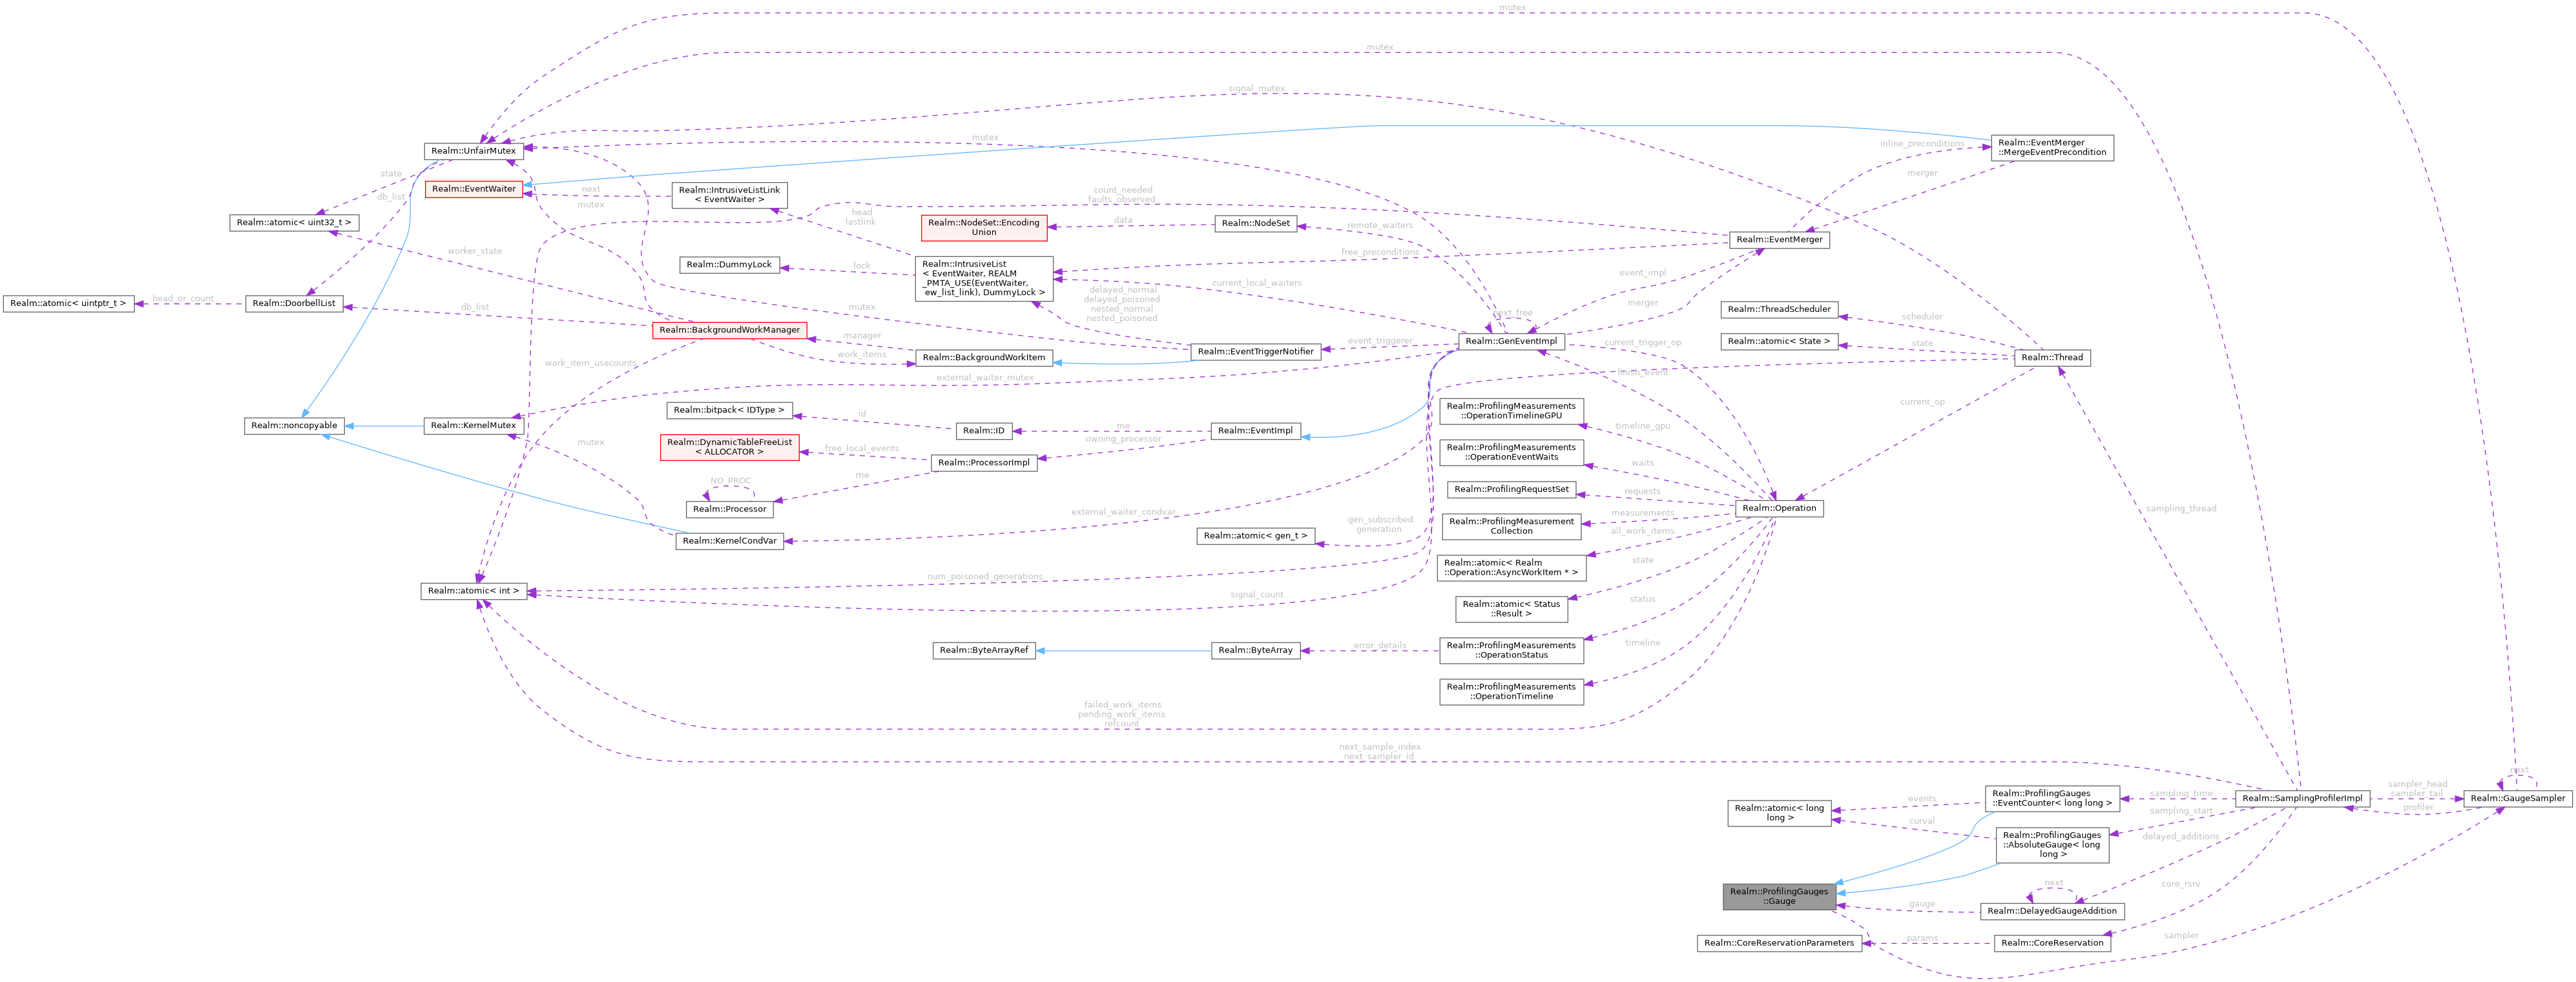 mutex
mutex
signal_mutex
mutex
Realm::UnfairMutex
Realm::EventMerger
::MergeEventPrecondition
inline_preconditions
state
db_list
Realm::EventWaiter
next
Realm::IntrusiveListLink
< EventWaiter >
mutex
merger
Realm::atomic< uint32_t >
count_needed
faults_observed
head
lastlink
Realm::NodeSet::Encoding
Union
data
Realm::NodeSet
remote_waiters
Realm::EventMerger
worker_state
free_preconditions
Realm::DummyLock
lock
Realm::IntrusiveList
< EventWaiter, REALM
_PMTA_USE(EventWaiter,
ew_list_link), DummyLock >
current_local_waiters
event_impl
Realm::atomic< uintptr_t >
head_or_count
Realm::DoorbellList
db_list
mutex
delayed_normal
delayed_poisoned
nested_normal
nested_poisoned
merger
next_free
Realm::ThreadScheduler
scheduler
Realm::BackgroundWorkManager
manager
work_items
Realm::BackgroundWorkItem
Realm::EventTriggerNotifier
event_triggerer
Realm::GenEventImpl
current_trigger_op
Realm::atomic< State >
state
Realm::Thread
work_item_usecounts
external_waiter_mutex
finish_event
current_op
Realm::noncopyable
Realm::KernelMutex
Realm::bitpack< IDType >
id
Realm::ID
me
owning_processor
Realm::EventImpl
Realm::ProfilingMeasurements
::OperationTimelineGPU
timeline_gpu
mutex
Realm::DynamicTableFreeList
< ALLOCATOR >
free_local_events
Realm::ProcessorImpl
me
Realm::ProfilingMeasurements
::OperationEventWaits
waits
NO_PROC
Realm::Processor
Realm::ProfilingRequestSet
requests
Realm::Operation
sampling_thread
external_waiter_condvar
Realm::KernelCondVar
Realm::atomic< gen_t >
gen_subscribed
generation
Realm::ProfilingMeasurement
Collection
measurements
all_work_items
Realm::atomic< Realm
::Operation::AsyncWorkItem * >
state
num_poisoned_generations
Realm::atomic< int >
signal_count
Realm::atomic< Status
::Result >
status
Realm::ByteArrayRef
Realm::ByteArray
error_details
Realm::ProfilingMeasurements
::OperationStatus
timeline
Realm::ProfilingMeasurements
::OperationTimeline
failed_work_items
pending_work_items
refcount
next_sample_index
next_sampler_id
Realm::atomic< long
long >
events
curval
Realm::ProfilingGauges
::EventCounter< long long >
sampling_time
sampling_start
Realm::SamplingProfilerImpl
sampler_head
sampler_tail
profiler
next
Realm::GaugeSampler
Realm::ProfilingGauges
::AbsoluteGauge< long
long >
delayed_additions
Realm::ProfilingGauges
::Gauge
gauge
next
Realm::DelayedGaugeAddition
core_rsrv
Realm::CoreReservationParameters
params
Realm::CoreReservation
sampler